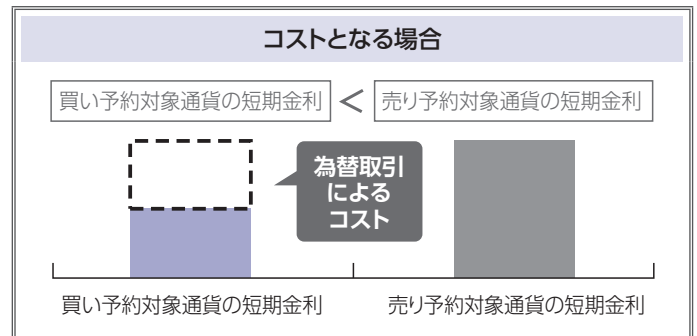 コストとなる場合
買い予約対象通貨の短期金利 < 売り予約対象通貨の短期金利
為替取引
による
コスト
買い予約対象通貨の短期金利 売り予約対象通貨の短期金利